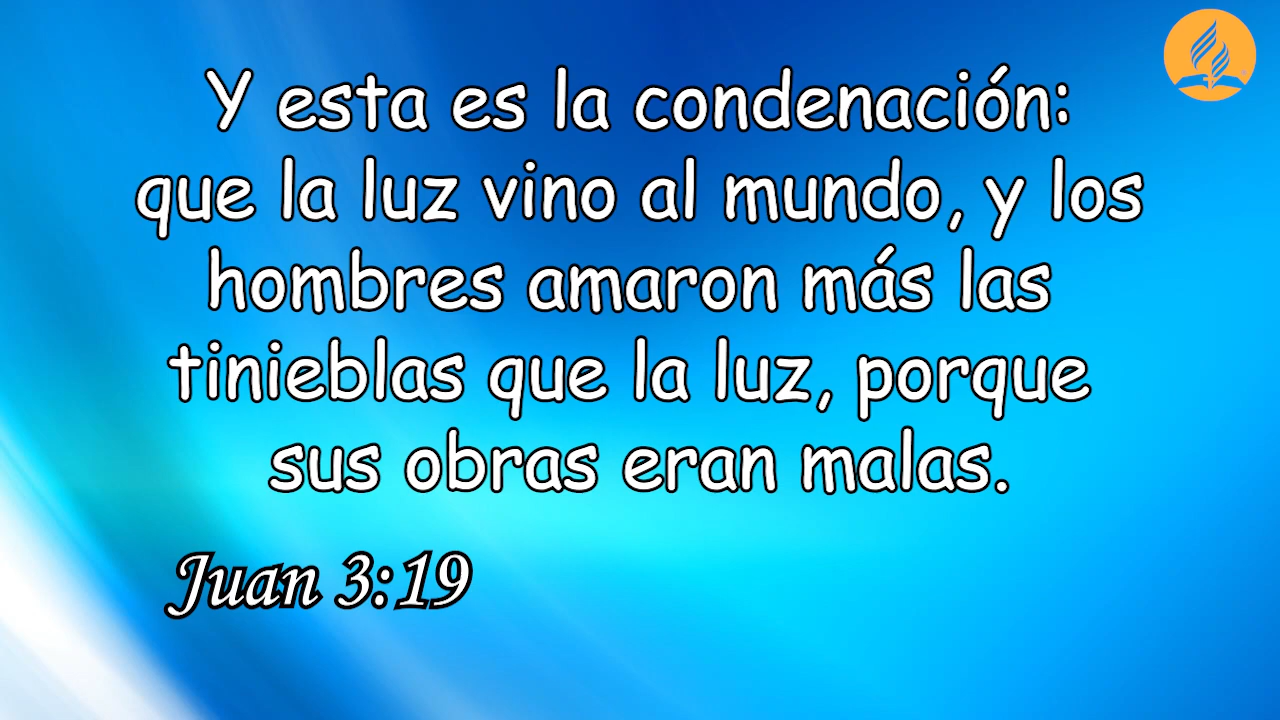 Y esta es la condenación:
que la luz vino al mundo, y los
hombres amaron más las
tinieblas que la luz, porque
sus obras eran malas.
Juan 3:19